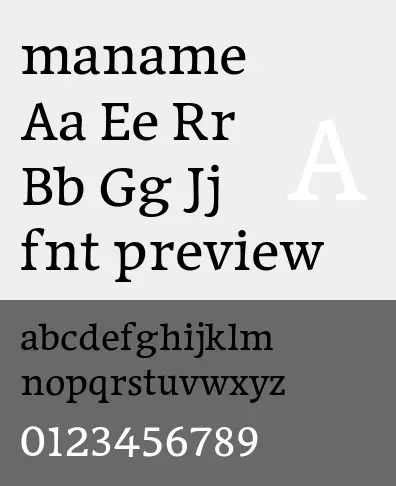 maname
Aa Ee Rr
A
Bb Gg Jj
fnt preview
abcdefghijklm
nopqrstuvwxyz
0123456789